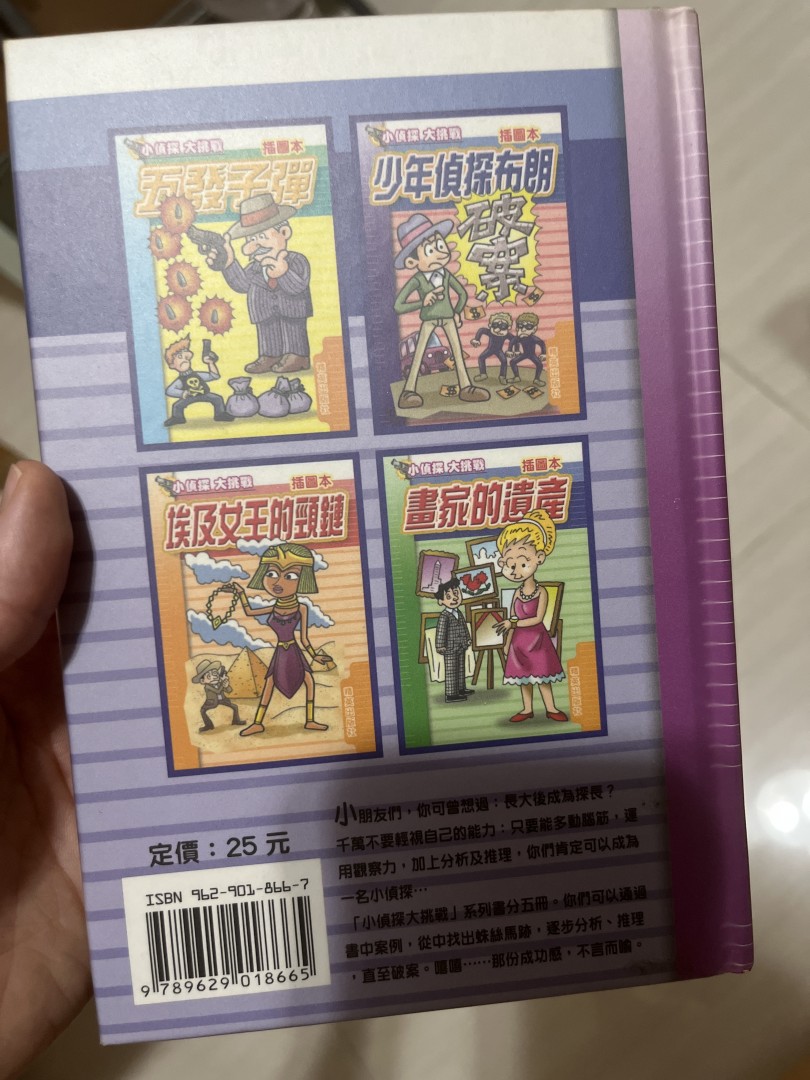 小偵探 大挑戰
插圖本
五發子彈
小偵探 大挑戰
插圖本
少年偵探布朗
破案
小偵探 大挑戰
插圖本
埃及女王的頸鏈
小偵探 大挑戰
插圖本
畫家的遺產
小朋友們，你可曾想過：長大後成為探長？
千萬不要輕視自己的能力：只要能多動腦筋，運
用觀察力，加上分析及推理，你們肯定可以成為
一名小偵探…
「小偵探大挑戰」系列書分五冊。你們可以透過
書中案例，從中找出蛛絲馬跡，逐步分析、推理
，直至破案。嘻嘻……那份成功感，不言而喻。
定價：25 元
ISBN 962-901-866-7
9 789629 018665